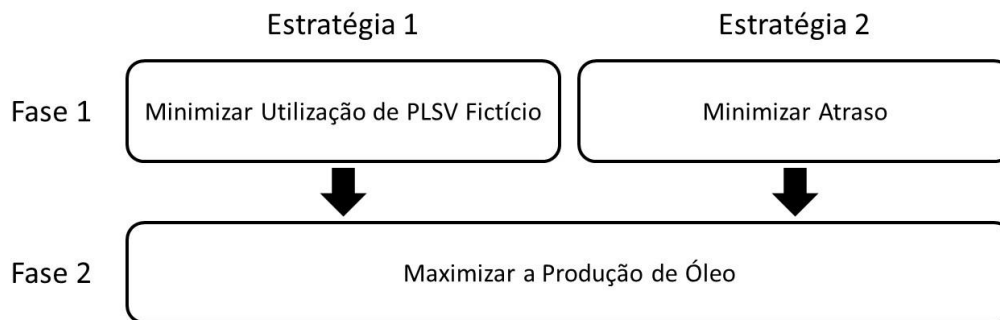 Estratégia 1
Estratégia 2
Fase 1
Minimizar Utilização de PLSV Fictício
Minimizar Atraso
Fase 2
Maximizar a Produção de Óleo